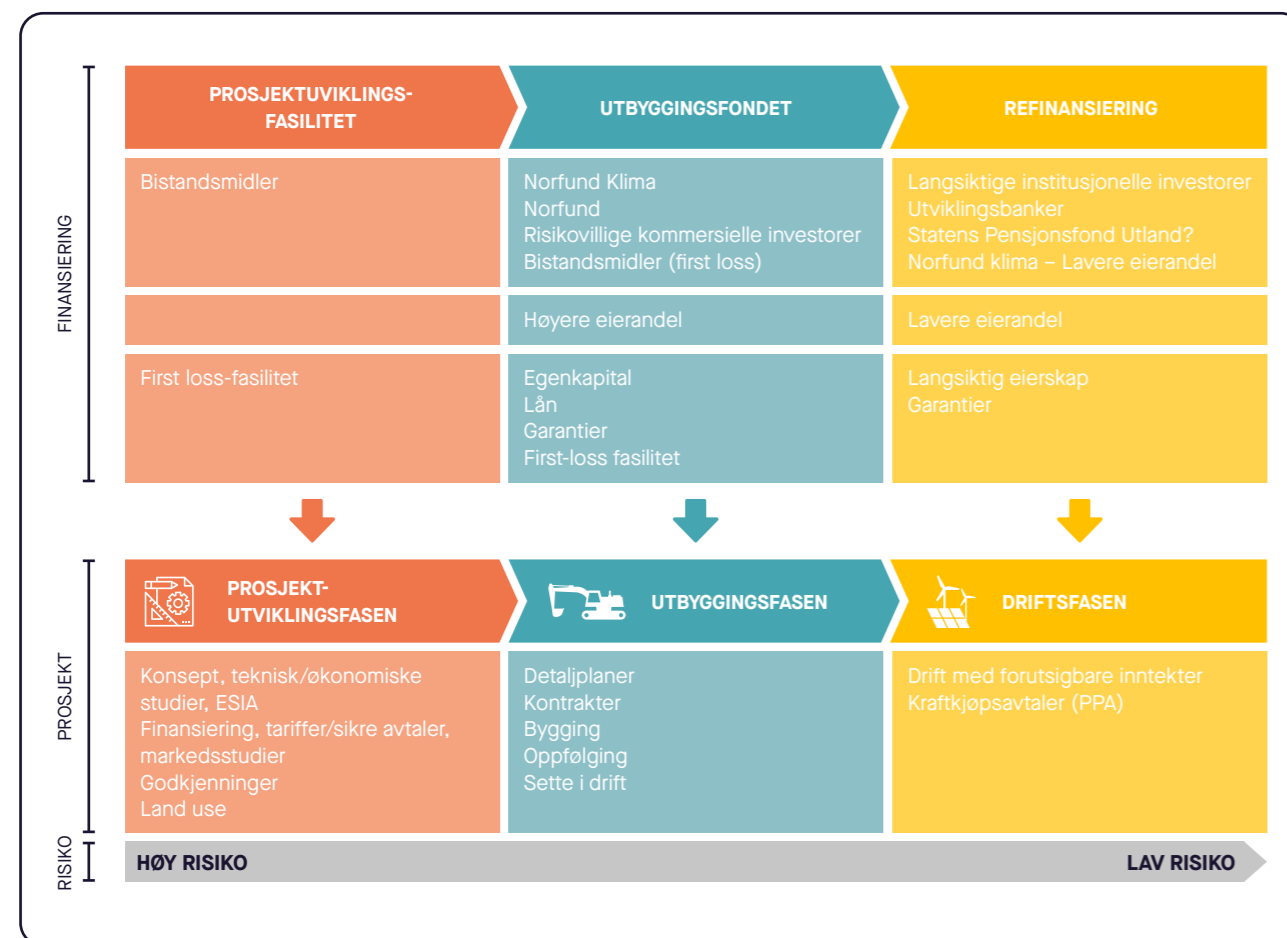 FINANSIERING
PROSJEKTUVIKLINGS-
FASILITET
UTBYGGINGSFONDET
REFINANSIERING
Bistandsmidler
Norfund Klima
Norfund
Risikovillige kommersielle investorer
Bistandsmidler (first loss)
Langsiktige institusjonelle investorer
Utviklingsbanker
Statens Pensjonsfond Utland?
Norfund klima – Lavere eierandel
Høyere eierandel
Lavere eierandel
First loss-fasilitet
Egenkapital
Lån
Garantier
First-loss fasilitet
Langsiktig eierskap
Garantier
PROSJEKT
PROSJEKT-
UTVIKLINGSFASEN
UTBYGGINGSFASEN
DRIFTSFASEN
Konsept, teknisk/økonomiske
studier, ESIA
Finansiering, tariffer/sikre avtaler,
markedsstudier
Godkjenninger
Land use
Detaljplaner
Kontrakter
Bygging
Oppfølging
Sette i drift
Drift med forutsigbare inntekter
Kraftkjøpsavtaler (PPA)
RISIKO
HØY RISIKO
LAV RISIKO